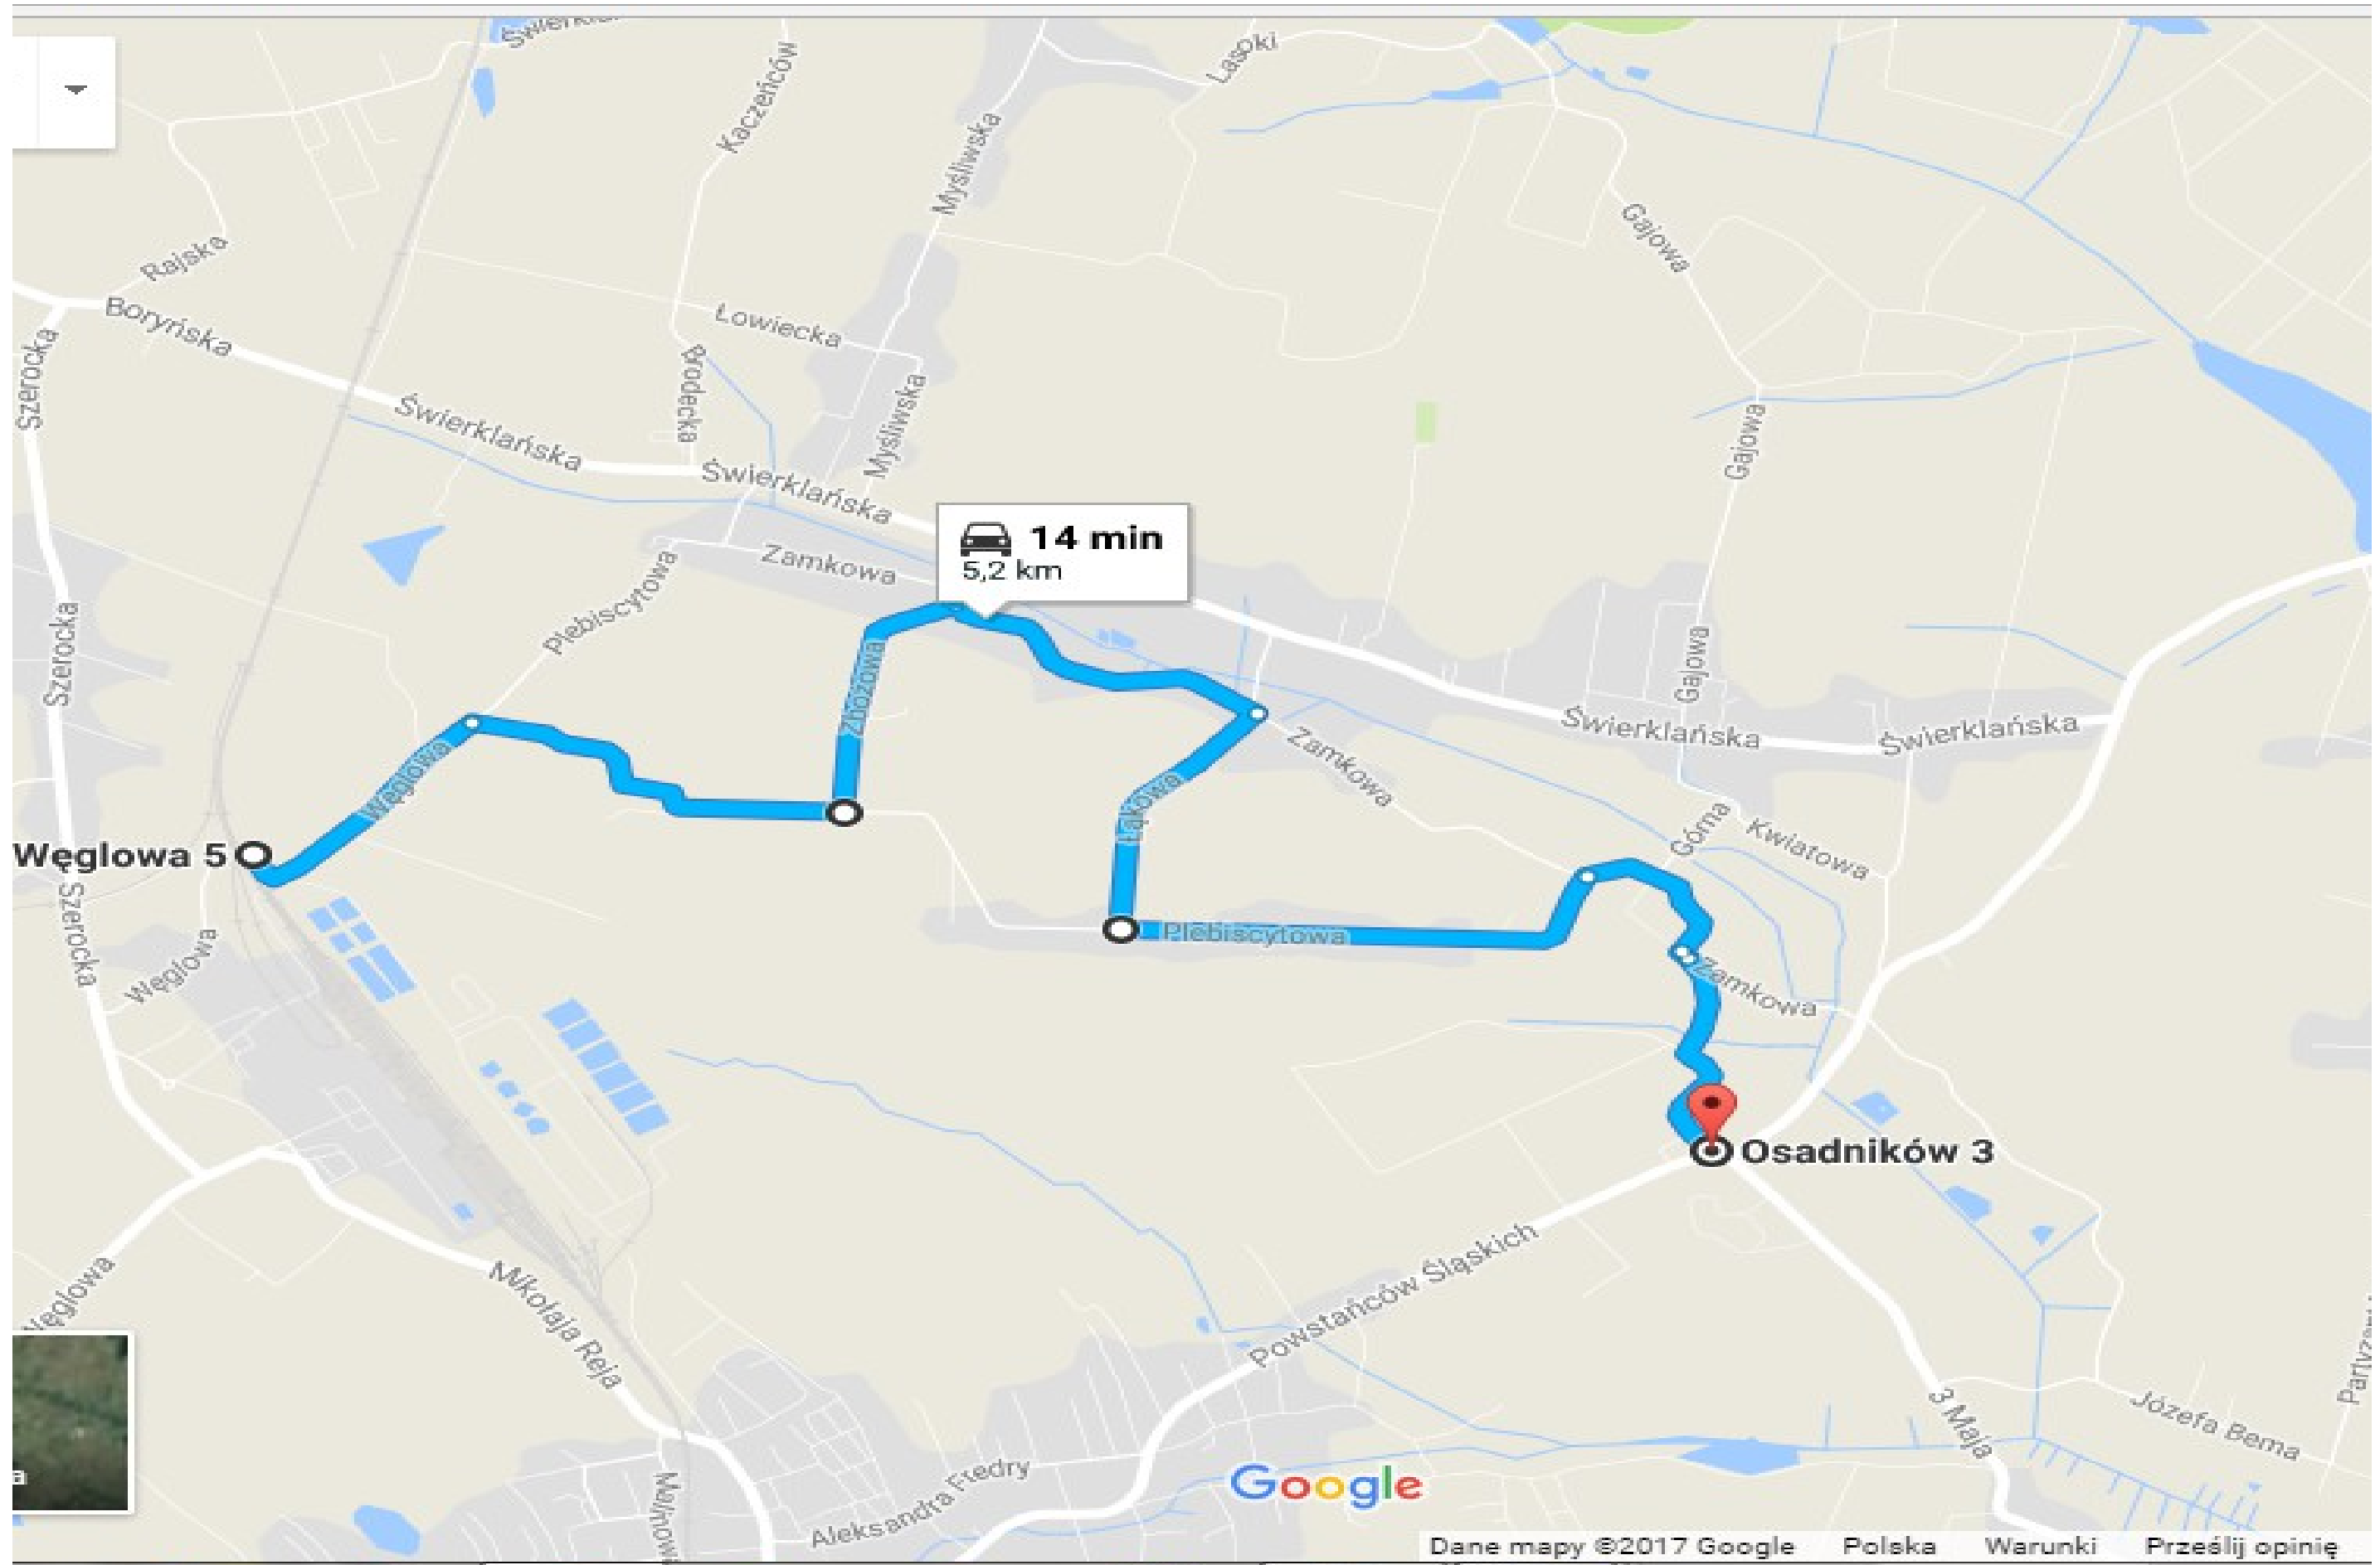 Kaczeńców
Lasoki
Myśliwska
Gajowa
Rajska
Boryńska
Łowiecka
Szerocka
Brodecka
Myśliwska
Gajowa
Świerklańska
Świerklańska
14 min
5,2 km
Zamkowa
Plebiscytowa
Szerocka
Gajowa
Zbożowa
Świerklańska
Świerklańska
Węglowa
Zamkowa
Łąkowa
Górna
Kwiatowa
Węglowa 5
Szerocka
Plebiscytowa
Węglowa
Zamkowa
Osadników 3
Powstańców Śląskich
Mikołaja Reja
3 Maja
Józefa Bema
Aleksandra Fredry
a
Google
Dane mapy ©2017 Google Polska Warunki Prześlij opinię